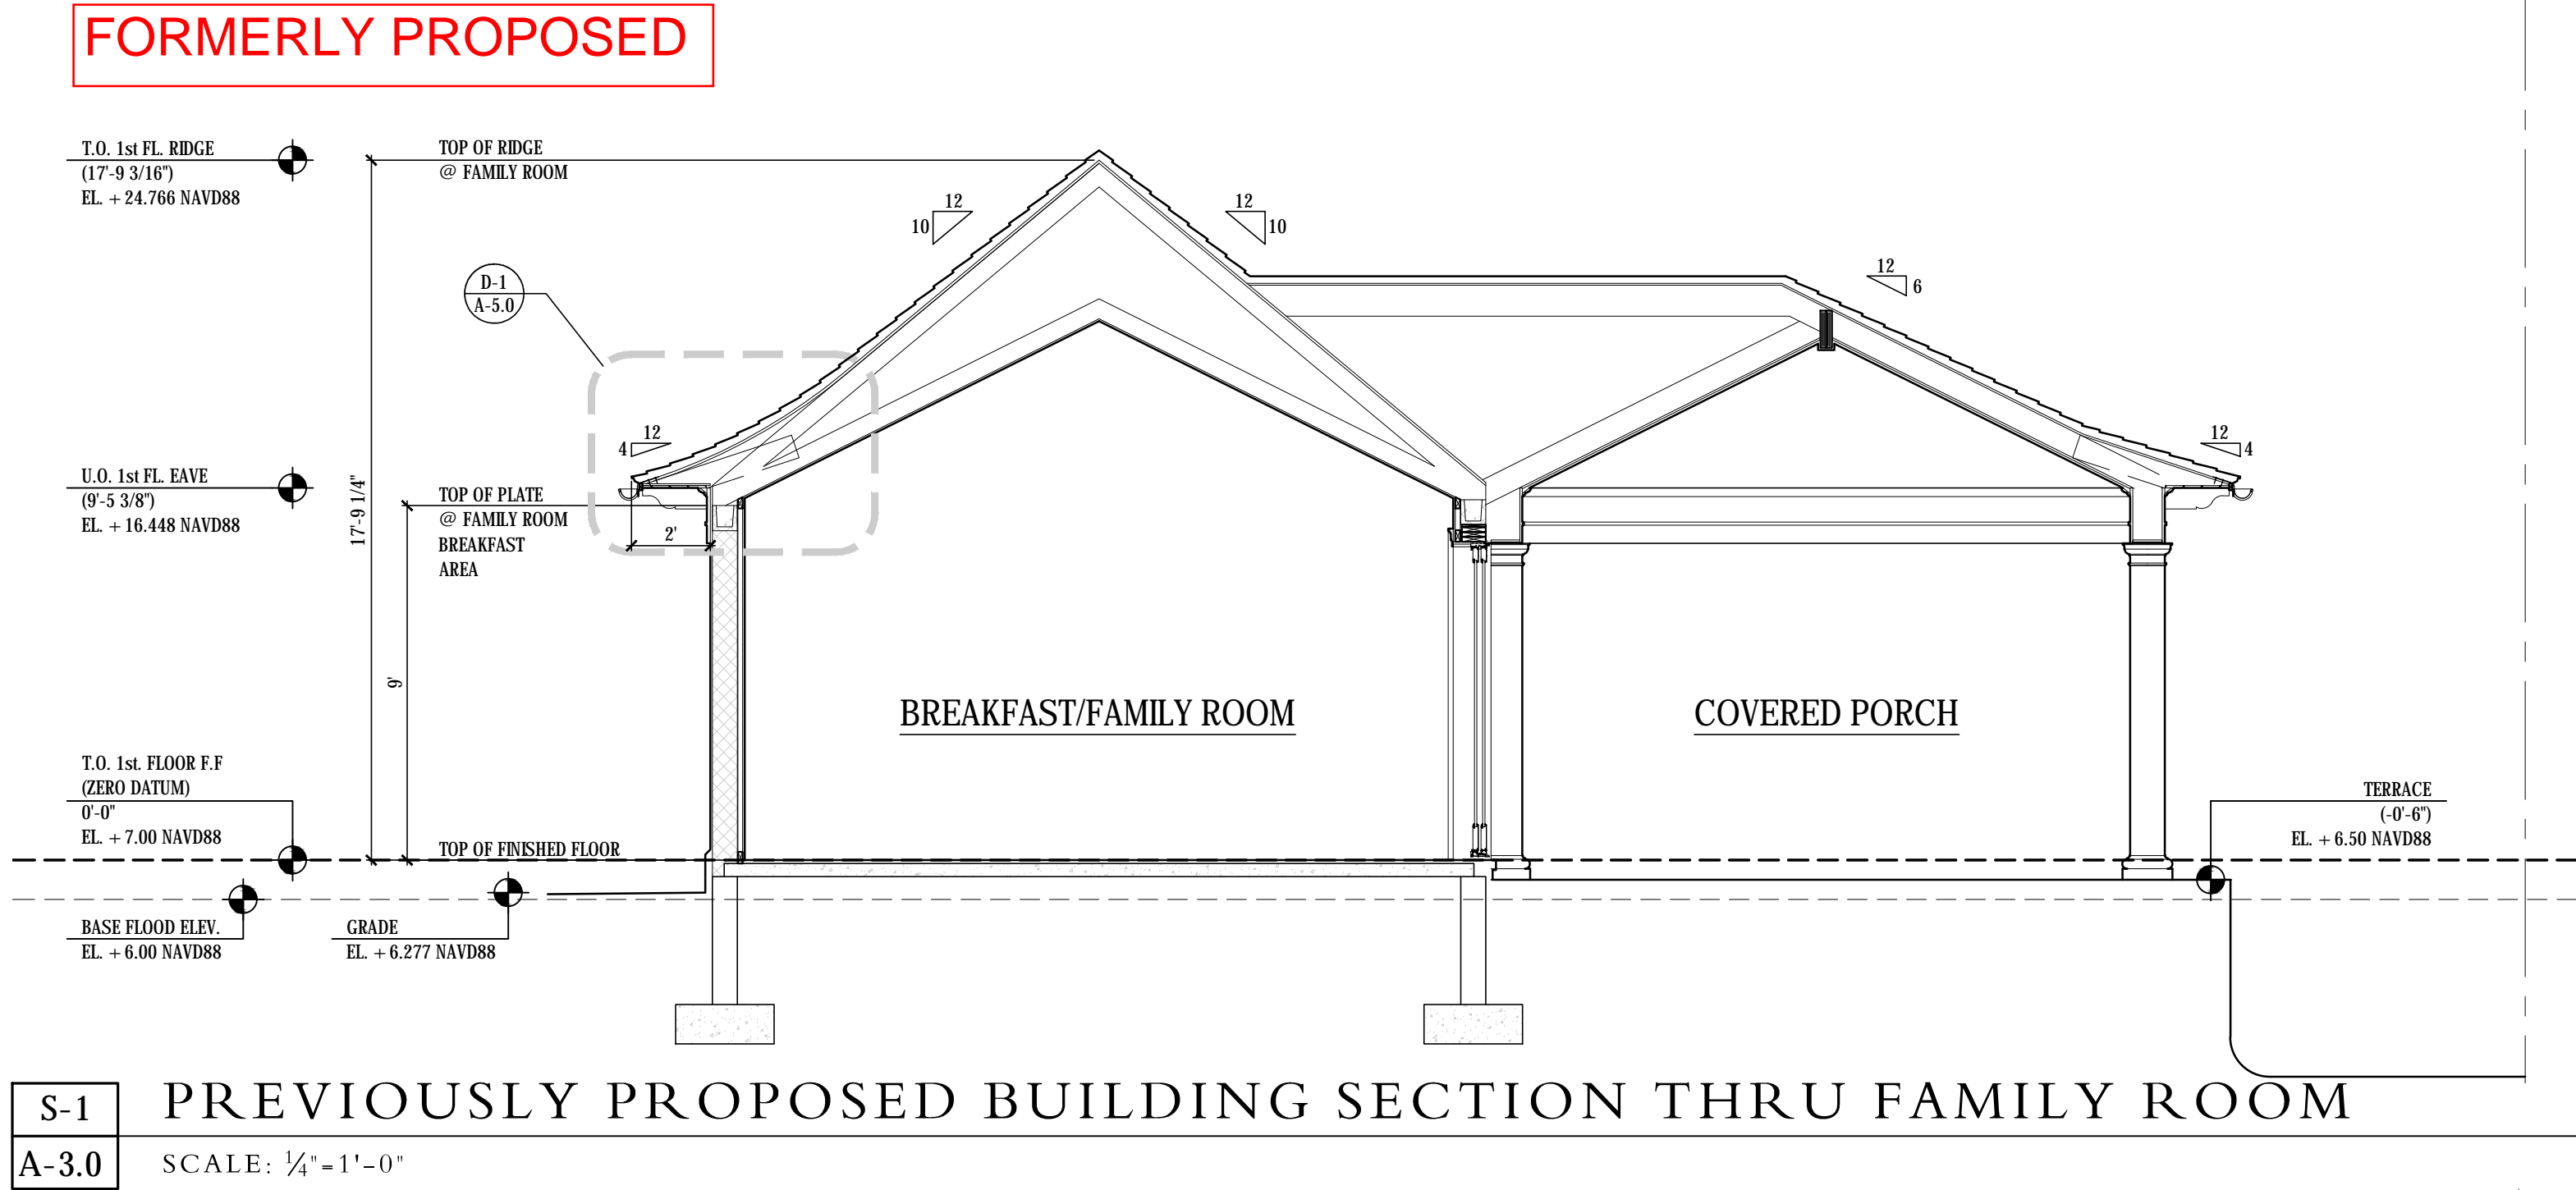 FORMERLY PROPOSED
T.O. 1st FL. RIDGE
(17'-9 3/16")
EL. +24.766 NAVD88
TOP OF RIDGE
@ FAMILY ROOM
12
10
12
10
12
6
D-1
A-5.0
12
4
12
4
U.O. 1st FL. EAVE
(9'-5 3/8")
EL. +16.448 NAVD88
17'-9 1/4"
TOP OF PLATE
@ FAMILY ROOM
BREAKFAST
AREA
2'
9'
BREAKFAST/FAMILY ROOM
COVERED PORCH
T.O. 1st. FLOOR F.F
(ZERO DATUM)
0'-0"
EL. +7.00 NAVD88
TOP OF FINISHED FLOOR
TERRACE
(-0'-6")
EL. +6.50 NAVD88
BASE FLOOD ELEV.
EL. +6.00 NAVD88
GRADE
EL. +6.277 NAVD88
S-1
A-3.0
PREVIOUSLY PROPOSED BUILDING SECTION THRU FAMILY ROOM
SCALE: 1/4"=1'-0"